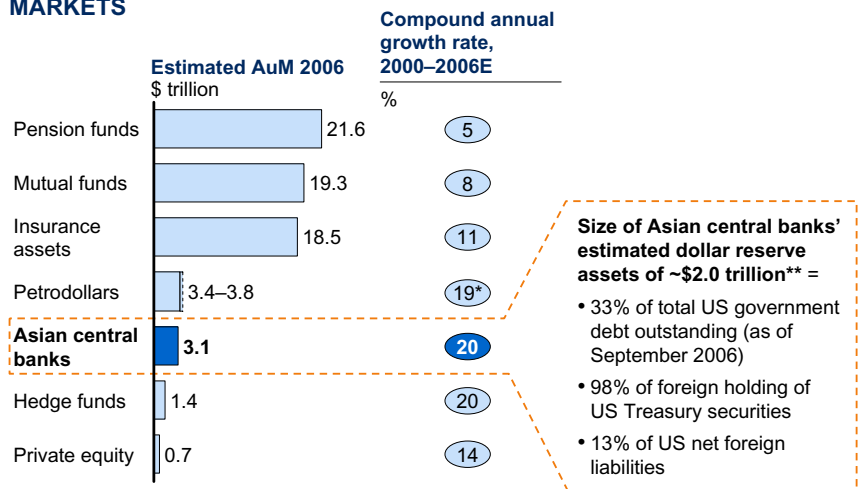 MARKETS
Compound annual
growth rate,
2000–2006E
%
Estimated AuM 2006
$ trillion
Pension funds 21.6 5
Mutual funds 19.3 8
Insurance
assets 18.5 11
Petrodollars 3.4–3.8 19*
Asian central
banks 3.1 20
Hedge funds 1.4 20
Private equity 0.7 14
Size of Asian central banks’
estimated dollar reserve
assets of ~$2.0 trillion** =
• 33% of total US government
debt outstanding (as of
September 2006)
• 98% of foreign holding of
US Treasury securities
• 13% of US net foreign
liabilities